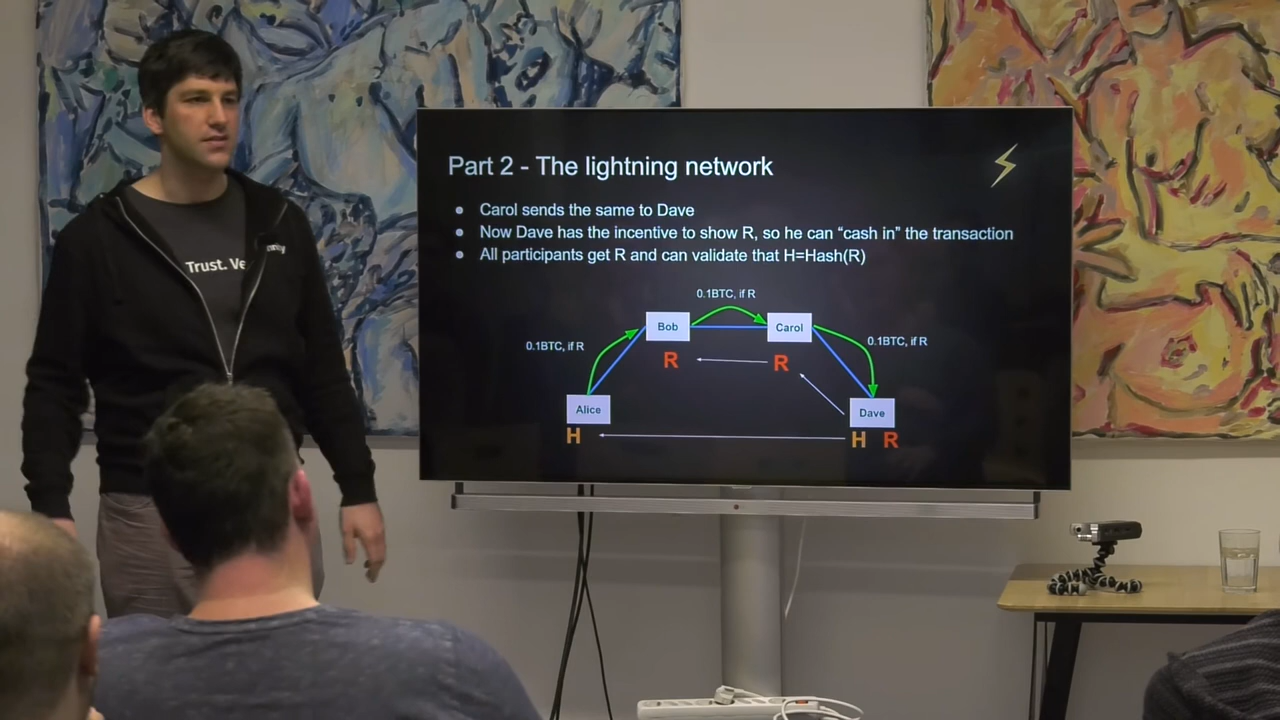 Trust. Ve
Part 2 - The lightning network
● Carol sends the same to Dave
● Now Dave has the incentive to show R, so he can “cash in” the transaction
● All participants get R and can validate that H=Hash(R)
0.1BTC, if R
Bob
Carol
0.1BTC, if R
0.1BTC, if R
R
R
Alice
Dave
H
H R